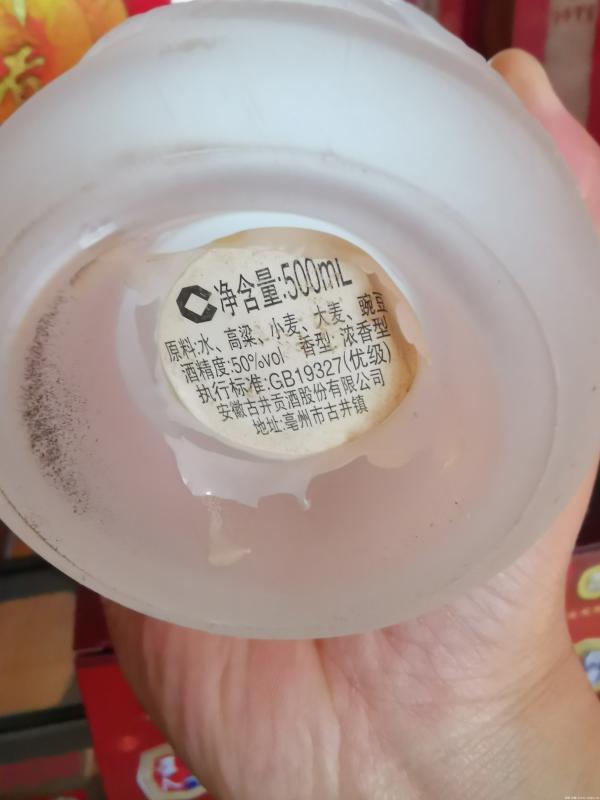 净含量:500mL
原料:水、高粱、小麦、大麦、豌豆
酒精度:50%vol 香型:浓香型
执行标准:GB19327(优级)
安徽古井贡酒股份有限公司
地址:亳州市古井镇